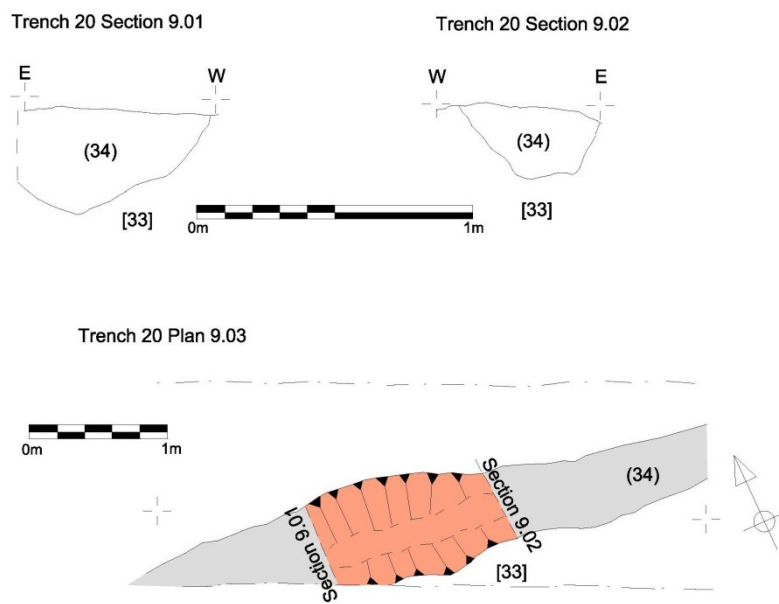 Trench 20 Section 9.01
Trench 20 Section 9.02
E
W
W
E
(34)
(34)
[33]
[33]
0m
1m
Trench 20 Plan 9.03
0m
1m
Section 9.01
Section 9.02
(34)
[33]